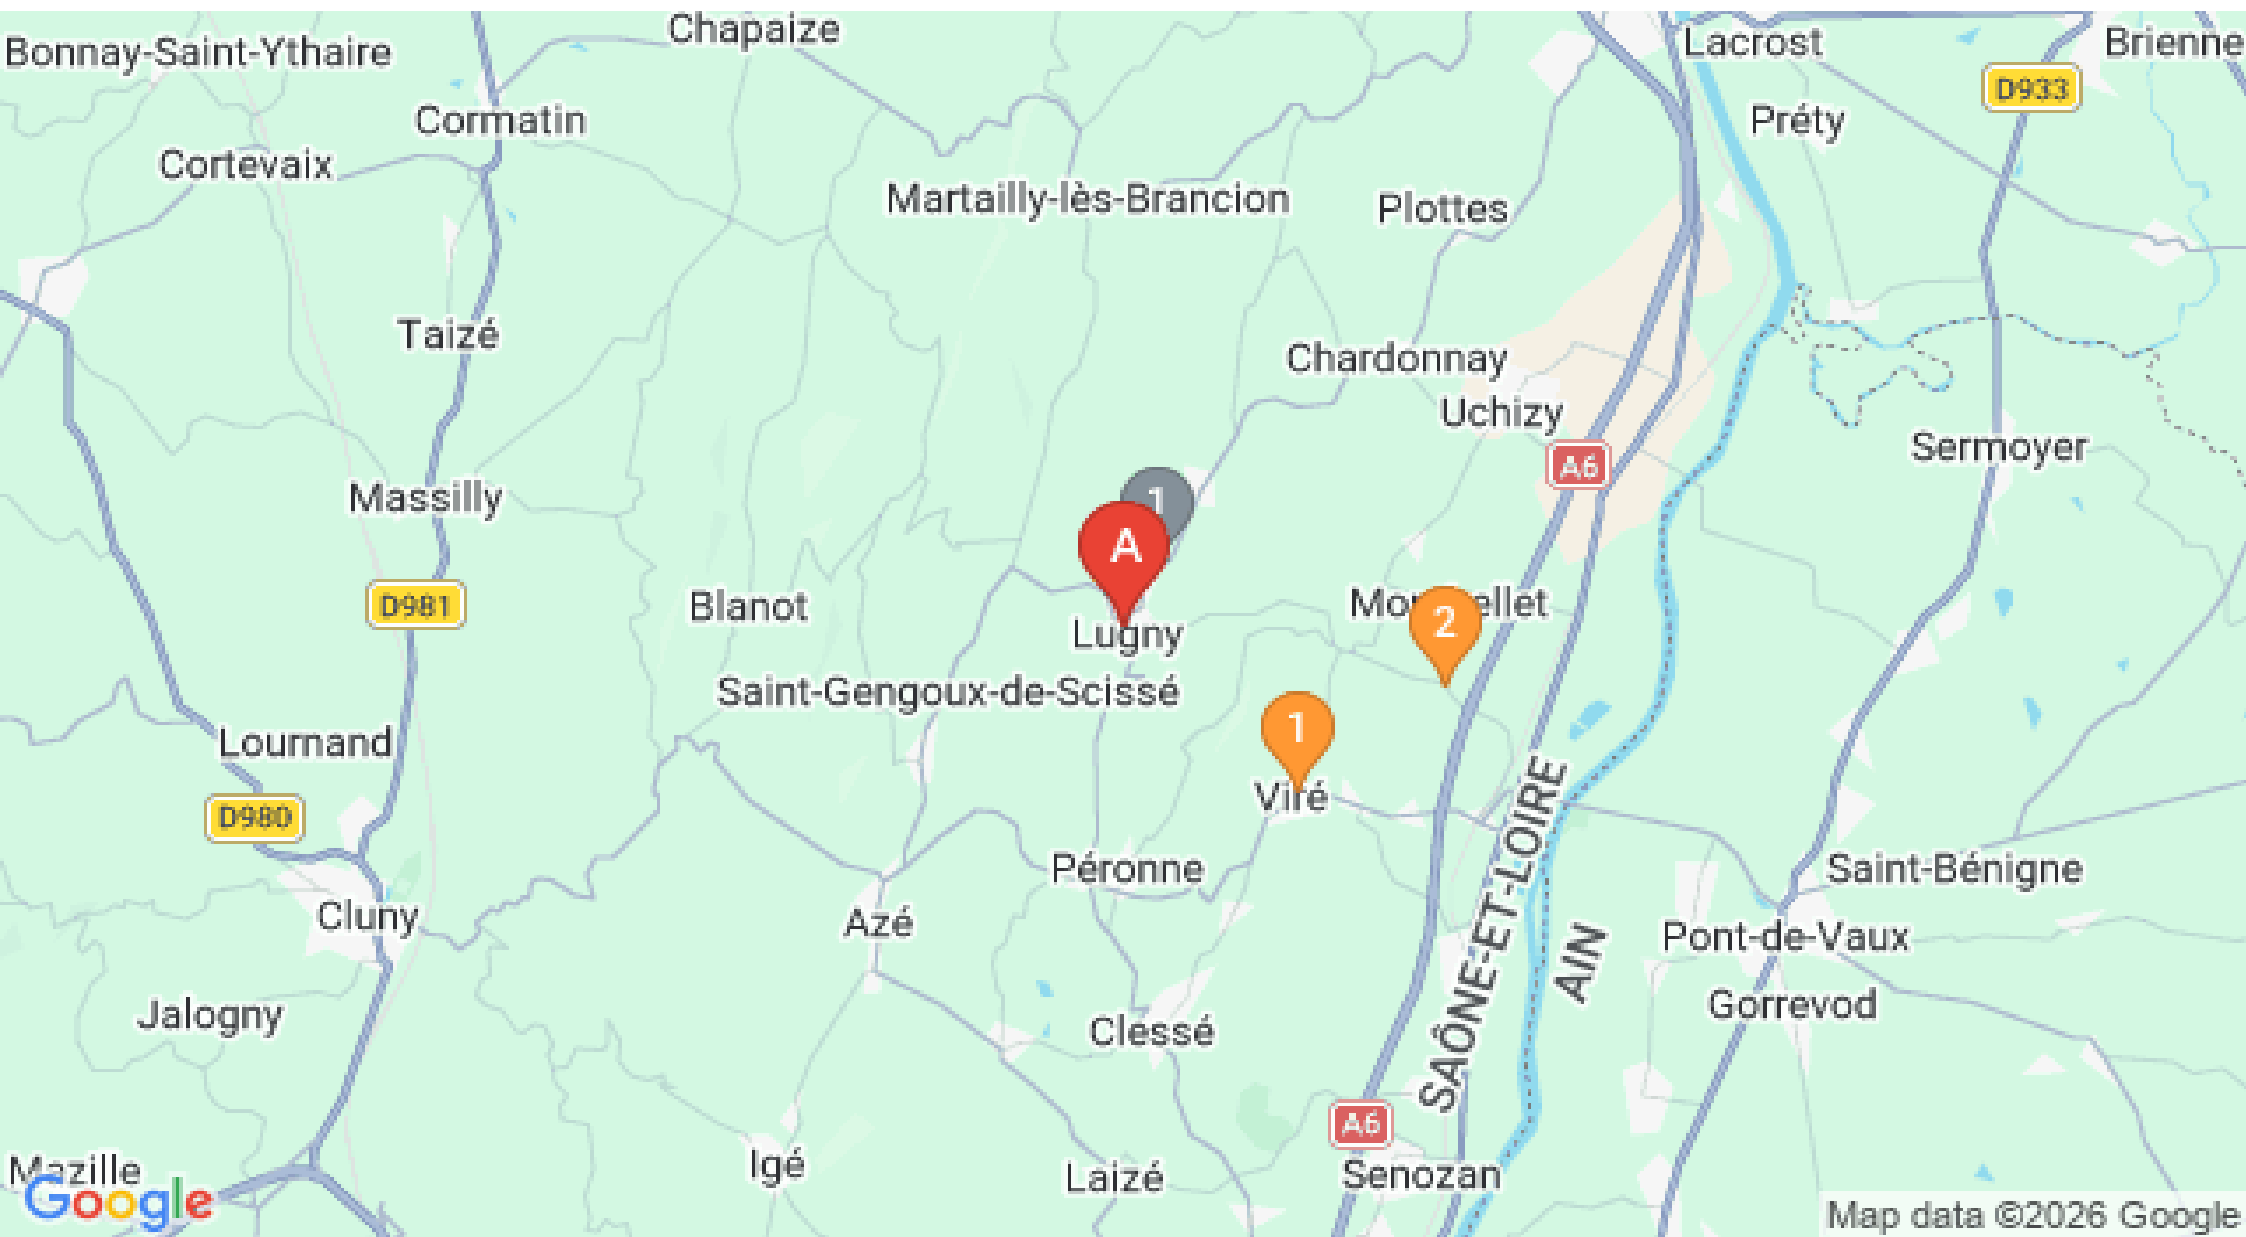 Chapaize
Lacrost
Brienne
Bonnay-Saint-Ythaire
D933
Cormatin
Préty
Cortevaix
Martailly-lès-Brancion
Plottes
Taizé
Chardonnay
Uchizy
Sermoyer
A6
Massilly
1
A
D981
Blanot
2
Lugny
Saint-Gengoux-de-Scissé
1
Lournand
Viré
D980
SAÔNE-ET-LOIRE
Péronne
Saint-Bénigne
Cluny
Azé
Pont-de-Vaux
AIN
Jalogny
Gorrevod
Clessé
A6
Mazille
Igé
Laizé
Senozan
Google
Map data ©2026 Google